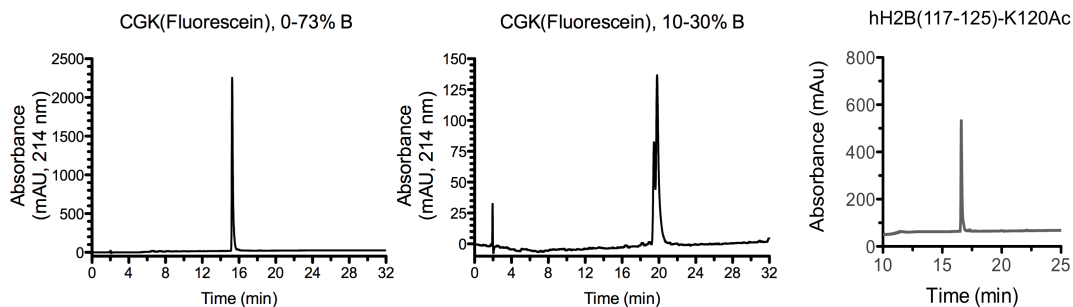 CGK(Fluorescein), 0-73% B
Absorbance
(mAU, 214 nm)
2500
2000
1500
1000
500
0
0 4 8 12 16 20 24 28 32
Time (min)
CGK(Fluorescein), 10-30% B
Absorbance
(mAU, 214 nm)
150
125
100
75
50
25
0
0 4 8 12 16 20 24 28 32
Time (min)
hH2B(117-125)-K120Ac
Absorbance (mAu)
800
600
400
200
0
10 15 20 25
Time (min)